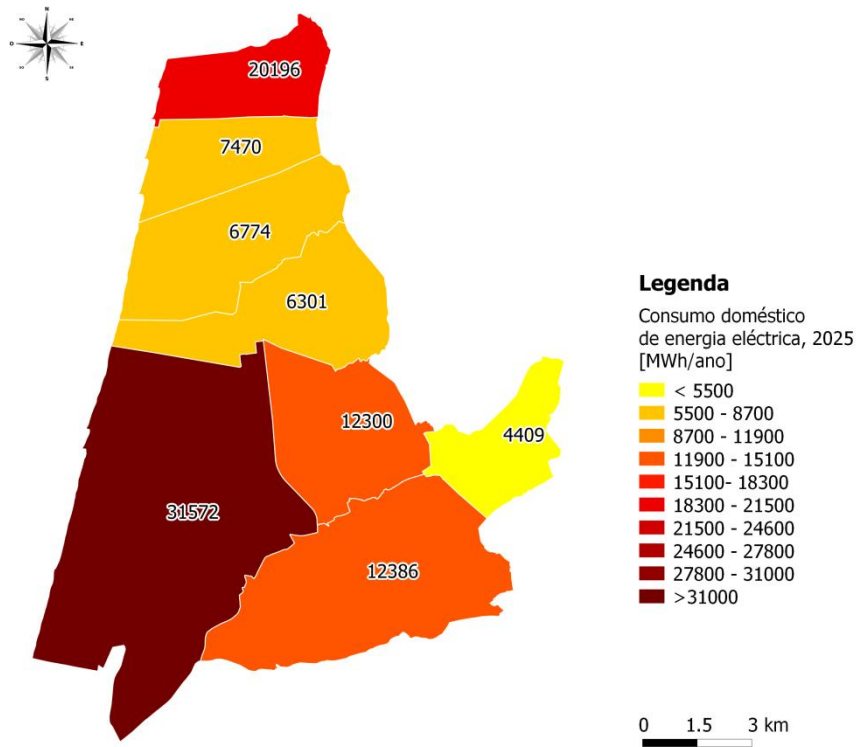 N
O
E
S
20196
7470
6774
6301
12300
4409
31572
12386
Legenda
Consumo doméstico
de energia eléctrica, 2025
[MWh/ano]
< 5500
5500 - 8700
8700 - 11900
11900 - 15100
15100- 18300
18300 - 21500
21500 - 24600
24600 - 27800
27800 - 31000
>31000
0 1.5 3 km